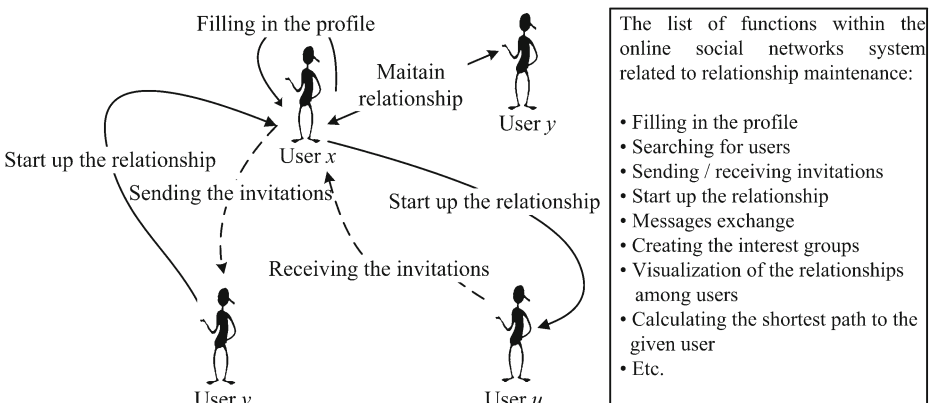 Filling in the profile
Maitain
relationship
User y
User x
Start up the relationship
Sending the invitations
Start up the relationship
Receiving the invitations
User v
User u
The list of functions within the
online social networks system
related to relationship maintenance:
• Filling in the profile
• Searching for users
• Sending / receiving invitations
• Start up the relationship
• Messages exchange
• Creating the interest groups
• Visualization of the relationships
among users
• Calculating the shortest path to the
given user
• Etc.